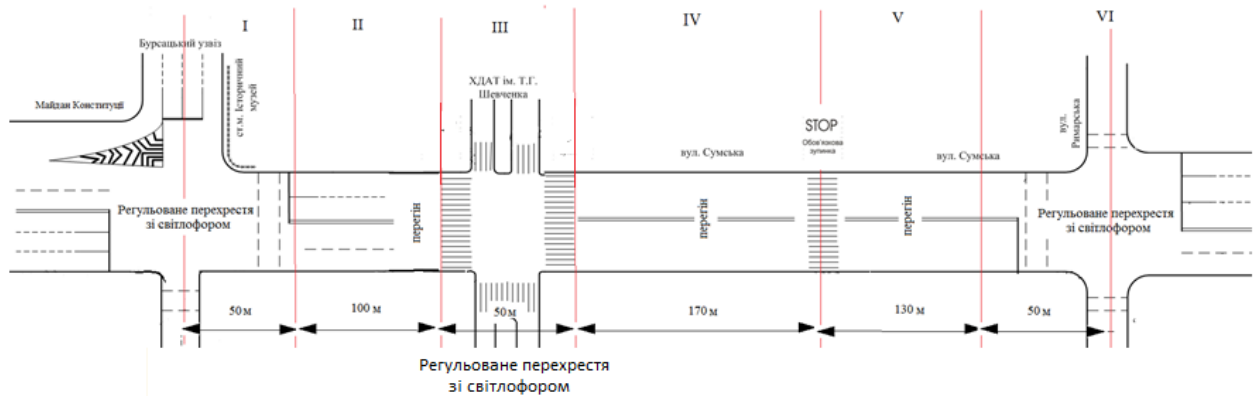 I
II
III
IV
V
VI
Бурсацький узвіз
Майдан Конституції
ст.м. Історичний
музей
ХДАТ ім. Т.Г.
Шевченка
вул. Сумська
STOP
Обов'язкова
зупинка
вул. Сумська
вул.
Римарська
Регульоване перехрестя
зі світлофором
перегін
перегін
перегін
Регульоване перехрестя
зі світлофором
50 м
100 м
50 м
170 м
130 м
50 м
Регульоване перехрестя
зі світлофором